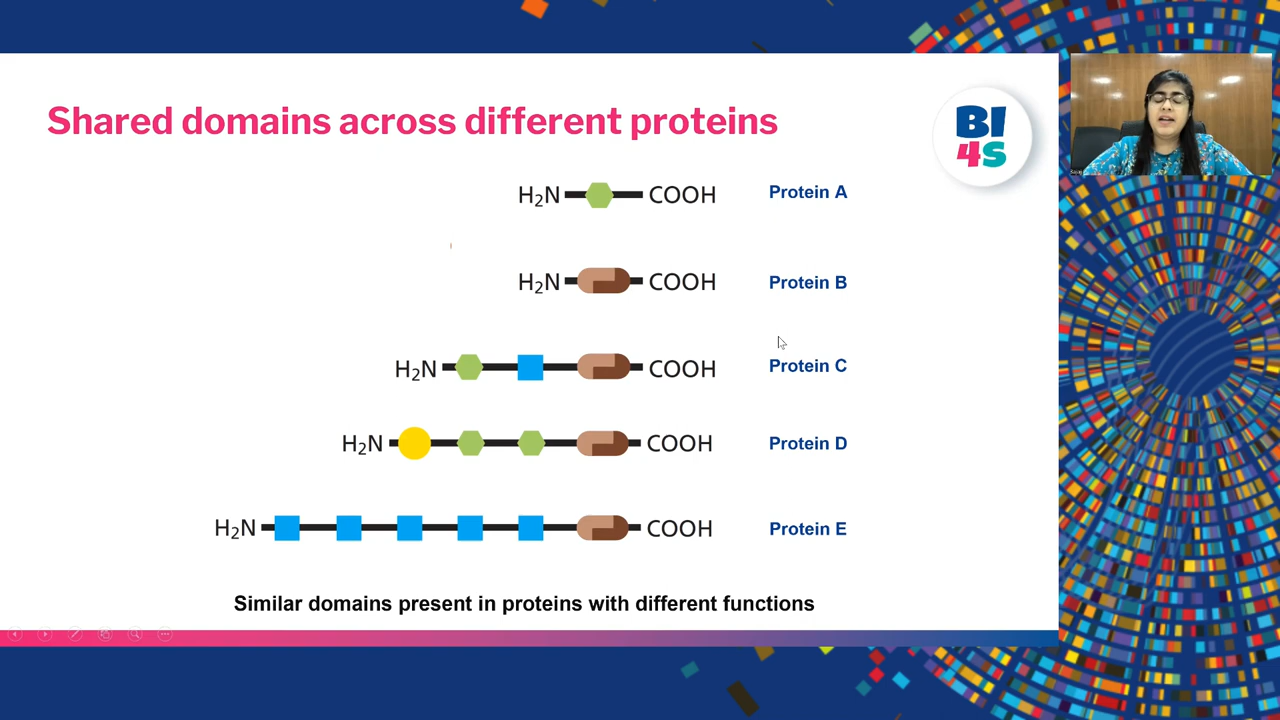 Shared domains across different proteins
BI
4S
H₂N COOH Protein A
H₂N COOH Protein B
H₂N COOH Protein C
H₂N COOH Protein D
H₂N COOH Protein E
Similar domains present in proteins with different functions